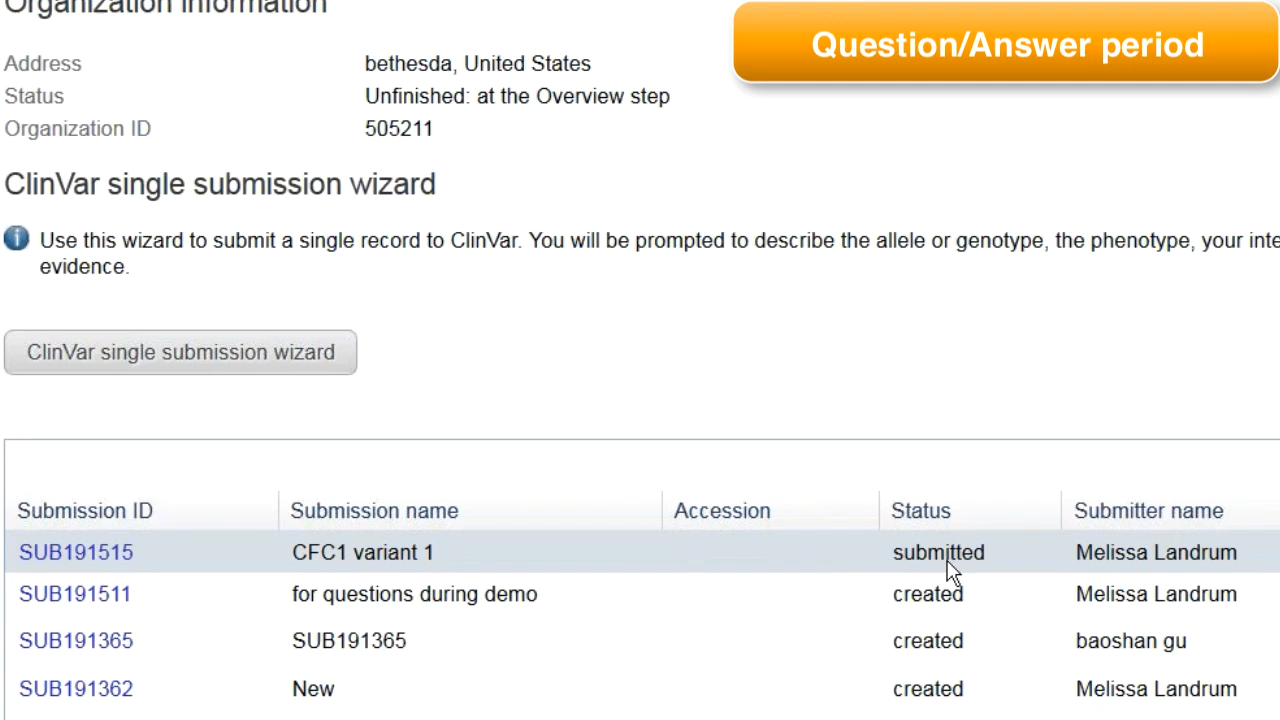 Organization Information
Question/Answer period
Address bethesda, United States
Status Unfinished: at the Overview step
Organization ID 505211
ClinVar single submission wizard
Use this wizard to submit a single record to ClinVar. You will be prompted to describe the allele or genotype, the phenotype, your inte
evidence.
ClinVar single submission wizard
Submission ID Submission name Accession Status Submitter name
SUB191515 CFC1 variant 1 submitted Melissa Landrum
SUB191511 for questions during demo created Melissa Landrum
SUB191365 SUB191365 created baoshan gu
SUB191362 New created Melissa Landrum